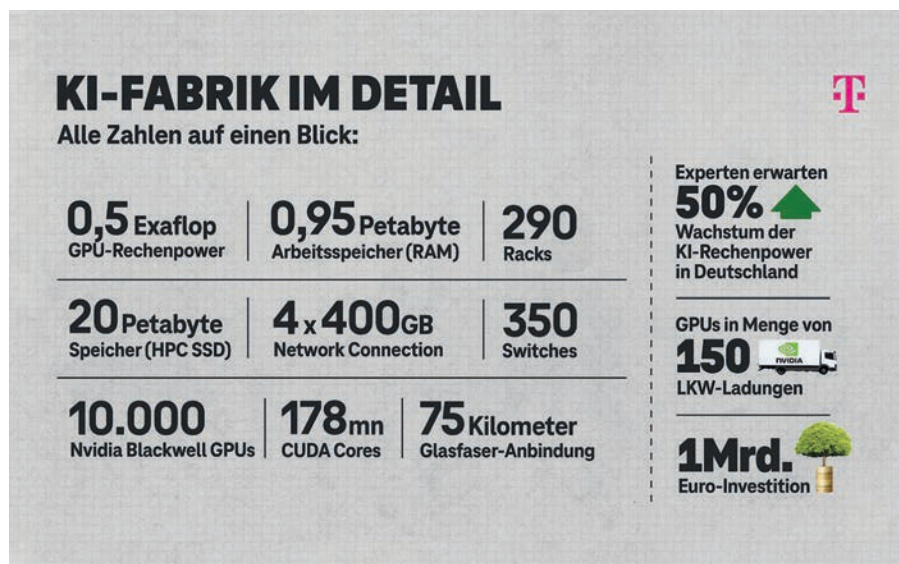 KI-FABRIK IM DETAIL
Alle Zahlen auf einen Blick:
T
0,5 Exaflop
GPU-Rechenpower
0,95 Petabyte
Arbeitsspeicher (RAM)
290
Racks
20 Petabyte
Speicher (HPC SSD)
4 x 400GB
Network Connection
350
Switches
10.000
Nvidia Blackwell GPUs
178mn
CUDA Cores
75 Kilometer
Glasfaser-Anbindung
Experten erwarten
50%
Wachstum der
KI-Rechenpower
in Deutschland
GPUs in Menge von
150
NVIDIA
LKW-Ladungen
1Mrd.
Euro-Investition